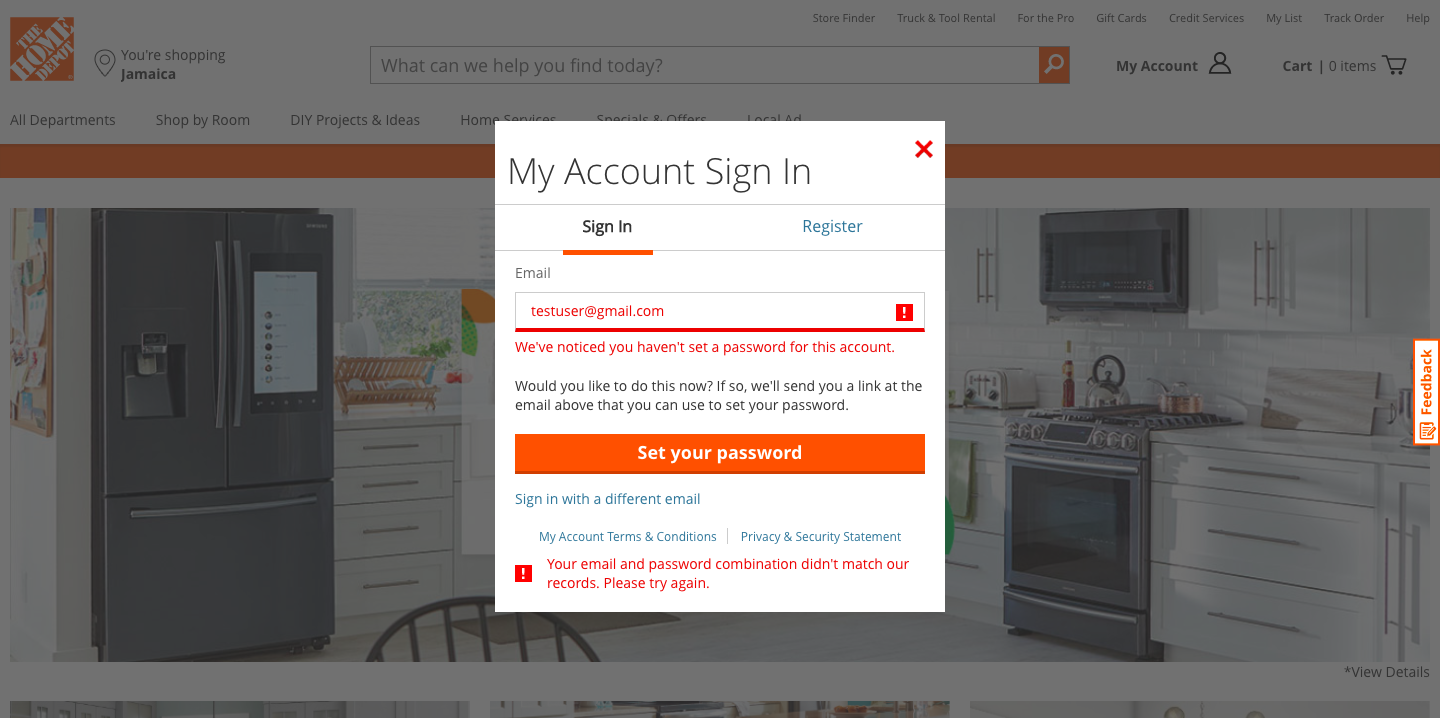 Store Finder
Truck & Tool Rental
For the Pro
Gift Cards
Credit Services
My List
Track Order
Help
THE
HOME
DEPOT
You're shopping
Jamaica
What can we help you find today?
My Account
Cart | 0 items
All Departments
Shop by Room
DIY Projects & Ideas
Home Services
Specials & Offers
Local Ad
My Account Sign In
Sign In
Register
Email
testuser@gmail.com
We've noticed you haven't set a password for this account.
Would you like to do this now? If so, we'll send you a link at the
email above that you can use to set your password.
Set your password
Sign in with a different email
My Account Terms & Conditions
Privacy & Security Statement
Your email and password combination didn't match our
records. Please try again.
Feedback
*View Details